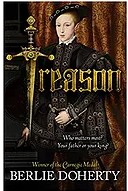 Treason
Who matters most?
Your father or your king?
Winner of the Carnegie Medal
BERLIE DOHERTY